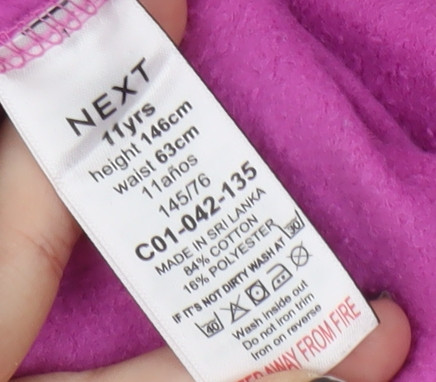 NEXT
11yrs
height 146cm
waist 63cm
11años
145/76
C01-042-135
MADE IN SRI LANKA
84% COTTON
16% POLYESTER
IF IT'S NOT DIRTY WASH AT 30°
40°
Wash inside out
Do not iron trim
Iron on reverse
AWAY FROM FIRE